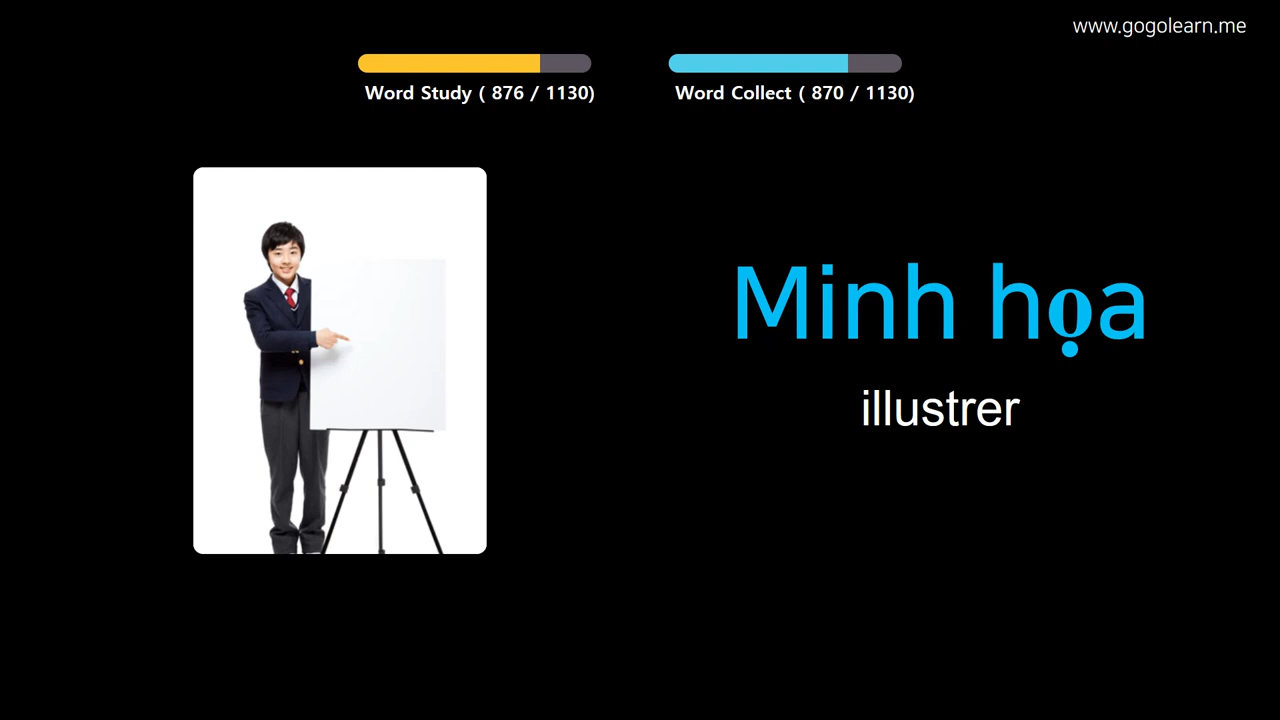 www.gogolearn.me
Word Study ( 876 / 1130)
Word Collect ( 870 / 1130)
Minh họa
illustrer